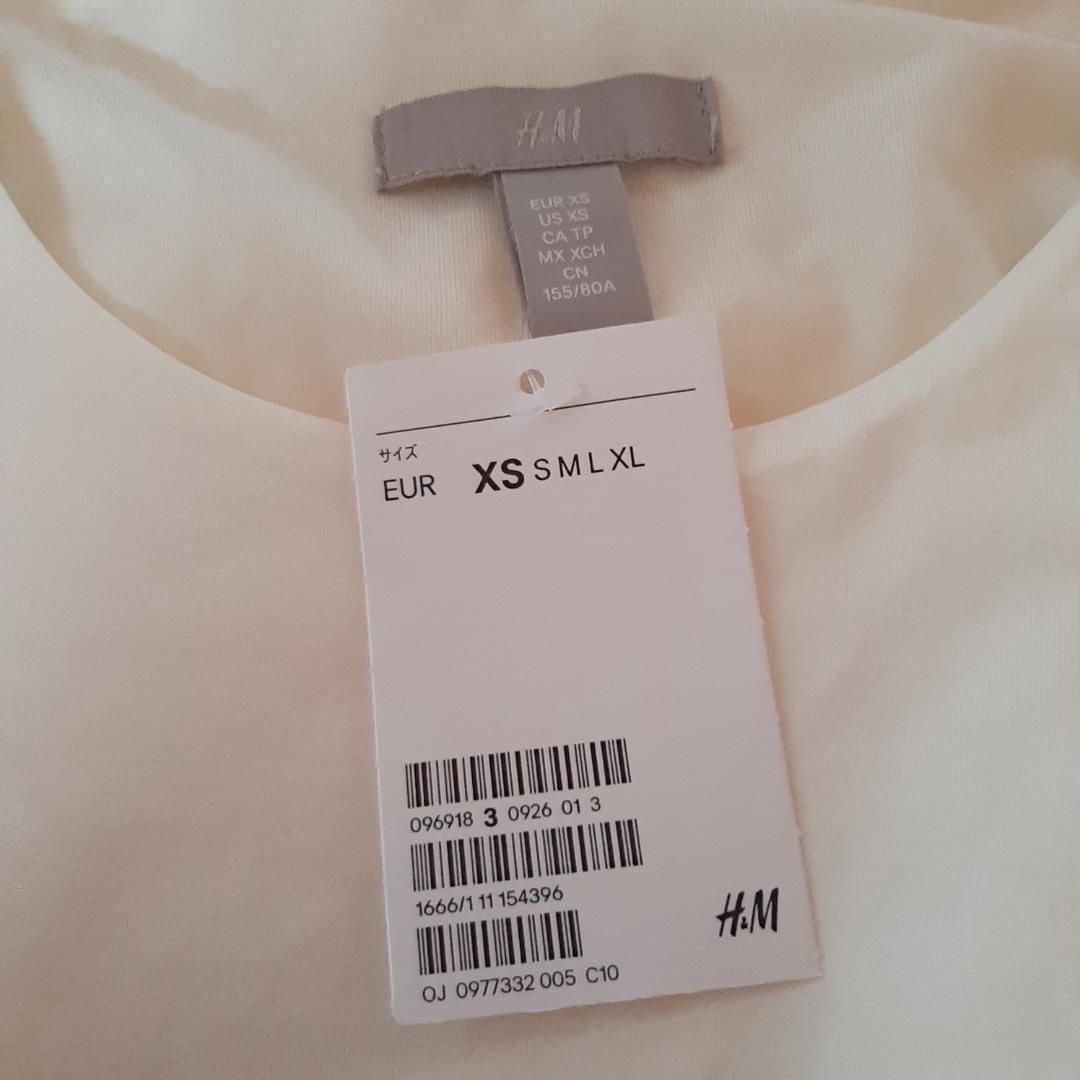 H&M
EUR XS
US XS
CA TP
MX XCH
CN
155/80A
サイズ
EUR XS S M L XL
096918 3 0926 01 3
1666/1 11 154396
OJ 0977332 005 C10
H&M